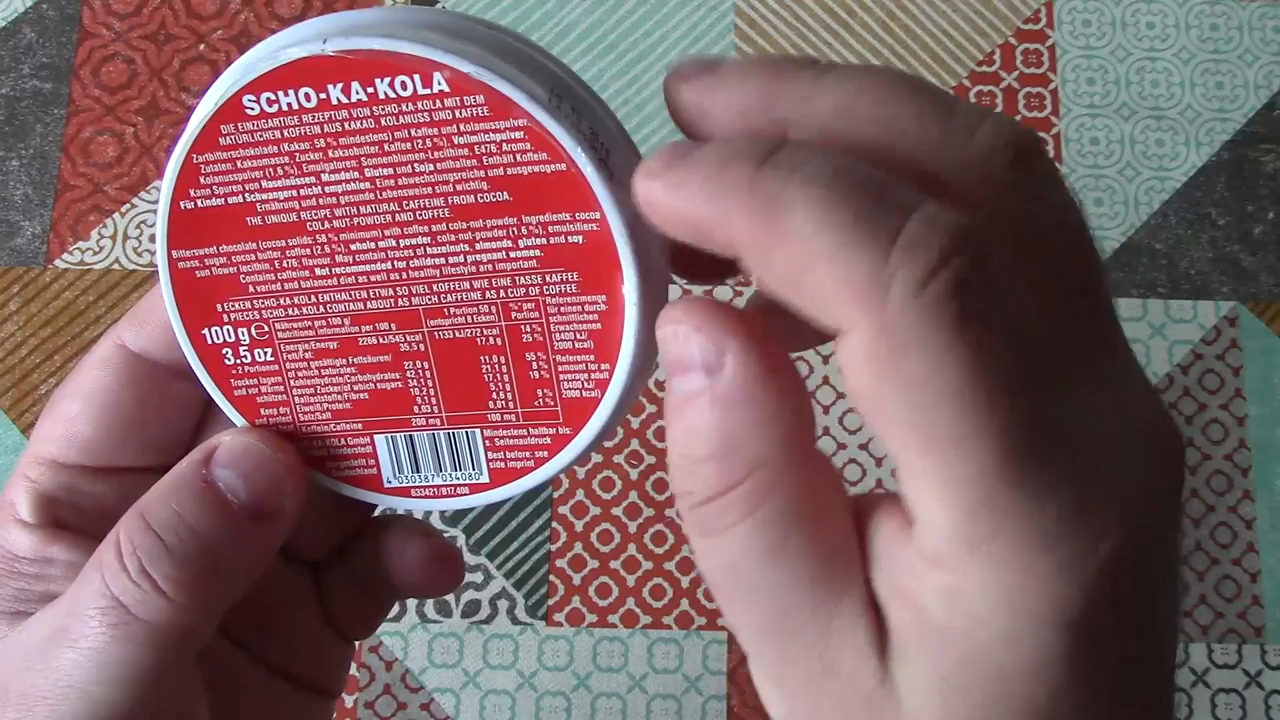 SCHO-KA-KOLA
DIE EINZIGARTIGE REZEPTUR VON SCHO-KA-KOLA MIT DEM
NATÜRLICHEN KOFFEIN AUS KAKAO, KOLANUSS UND KAFFEE.
Zartbitterschokolade (Kakao: 58 % mindestens) mit Kaffee und Kolanusspulver.
Zutaten: Kakaomasse, Zucker, Kakaobutter, Kaffee (2,6 %), Vollmilchpulver,
Kolanusspulver (1,6 %), Emulgatoren: Sonnenblumen-Lecithine, E476; Aroma.
Kann Spuren von Haselnüssen, Mandeln, Gluten und Soja enthalten. Enthält Koffein.
Für Kinder und Schwangere nicht empfohlen. Eine abwechslungsreiche und ausgewogene
Ernährung und eine gesunde Lebensweise sind wichtig.
THE UNIQUE RECIPE WITH NATURAL CAFFEINE FROM COCOA,
COLA-NUT-POWDER AND COFFEE.
Bittersweet chocolate (cocoa solids: 58 % minimum) with coffee and cola-nut-powder. Ingredients: cocoa
mass, sugar, cocoa butter, coffee (2.6 %), whole milk powder, cola-nut-powder (1.6 %), emulsifiers:
sun flower lecithin, E 476; flavour. May contain traces of hazelnuts, almonds, gluten and soy.
Contains caffeine. Not recommended for children and pregnant women.
A varied and balanced diet as well as a healthy lifestyle are important.
8 ECKEN SCHO-KA-KOLA ENTHALTEN ETWA SO VIEL KOFFEIN WIE EINE TASSE KAFFEE.
8 PIECES SCHO-KA-KOLA CONTAIN ABOUT AS MUCH CAFFEINE AS A CUP OF COFFEE.
100 g e
3.5 oz
= 2 Portionen
Trocken lagern
und vor Wärme
schützen.
Keep dry
and protect
heat
Nährwerte pro 100 g/
Nutritional information per 100 g
1 Portion 50 g
(entspricht 8 Ecken)
%* per
Portion
Energie/Energy: 2266 KJ/545 kcal 1133 kJ/272 kcal 14 %
Fett/Fat: 35,5 g 17,8 g 25 %
davon gesättigte Fettsäuren/
of which saturates: 22,0 g 11,0 g 55 %
Kohlenhydrate/Carbohydrates: 42,1 g 21,1 g 8 %
davon Zucker/of which sugars: 34,1 g 17,1 g 19 %
Ballaststoffe/Fibres 10,2 g 5,1 g
Eiweiß/Protein: 9,1 g 4,6 g 9 %
Salz/Salt 0,03 g 0,01 g <1 %
Koffein/Caffeine 200 mg 100 mg
*Referenzmenge
für einen durch-
schnittlichen
Erwachsenen
(8400 kJ/
2000 kcal)
*Reference
amount for an
average adult
(8400 kJ/
2000 kcal)
-KA-KOLA GmbH
Norderstedt
in
4 030387 034080
633421/B17,408
Mindestens haltbar bis:
s. Seitenaufdruck
Best before: see
side imprint